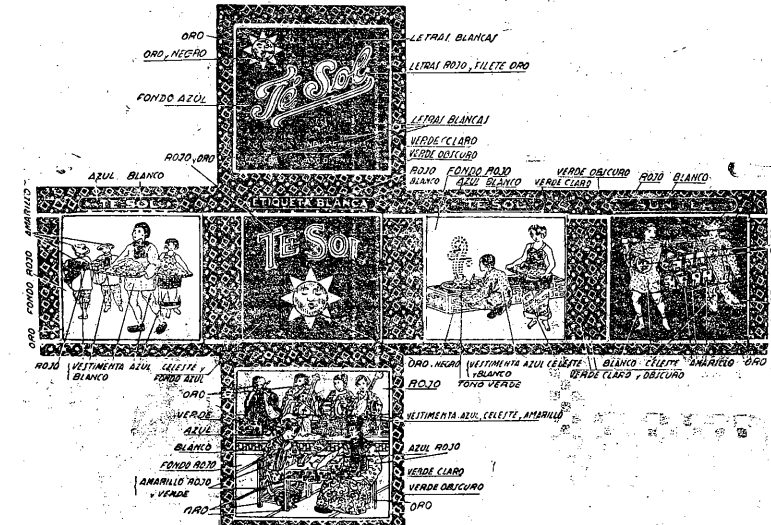 ORO
ORO, NEGRO
FONDO AZÚL
LETRAS BLANCAS
LETRAS ROJO, FILETE ORO
Té Sol
LETRAS BLANCAS
VERDE CLARO
VERDE OBSCURO
ROJO, ORO
AZUL BLANCO
ROJO FONDO ROJO
BLANCO AZUL BLANCO
VERDE OBSCURO
VERDE CLARO
ROJO BLANCO
TE SOL
ETIQUETA BLANCA
TE SOL
ORO FONDO ROJO AMARILLO
TE SOL
ROJO
VESTIMENTA AZUL
BLANCO
CELESTE y
FONDO AZUL
ORO, NEGRO
ROJO
VESTIMENTA AZUL CELESTE
y BLANCO
TONO VERDE
BLANCO CELESTE AMARILLO ORO
VERDE CLARO y OBSCURO
ORO
VERDE
AZUL
BLANCO
FONDO ROJO
AMARILLO ROJO
y VERDE
ORO
VESTIMENTA AZUL, CELESTE, AMARILLO
AZUL ROJO
VERDE CLARO
VERDE OBSCURO
ORO